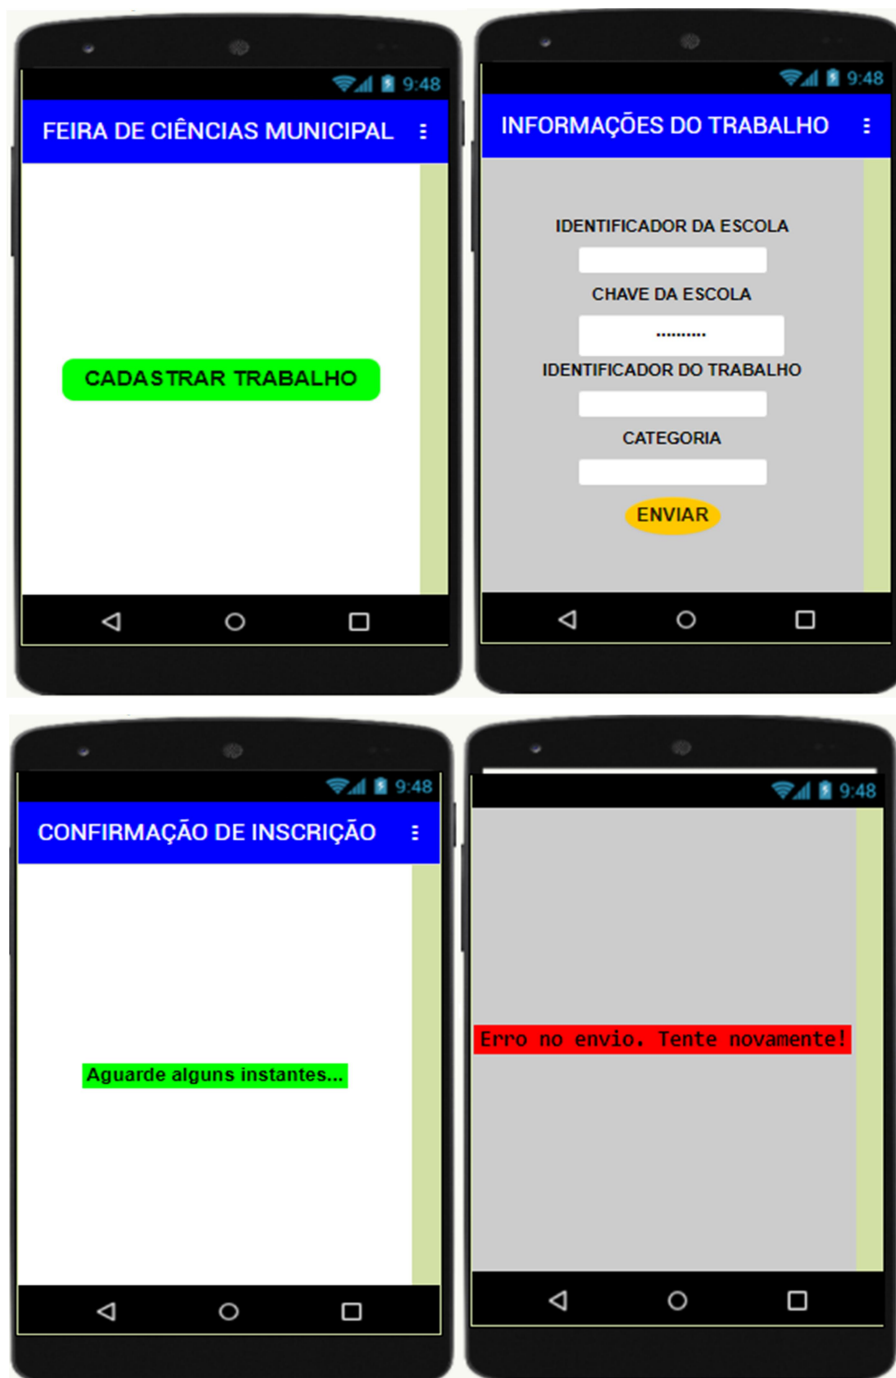 9:48
FEIRA DE CIÊNCIAS MUNICIPAL
CADASTRAR TRABALHO
9:48
INFORMAÇÕES DO TRABALHO
IDENTIFICADOR DA ESCOLA
CHAVE DA ESCOLA
••••••••••
IDENTIFICADOR DO TRABALHO
CATEGORIA
ENVIAR
9:48
CONFIRMAÇÃO DE INSCRIÇÃO
Aguarde alguns instantes...
9:48
Erro no envio. Tente novamente!